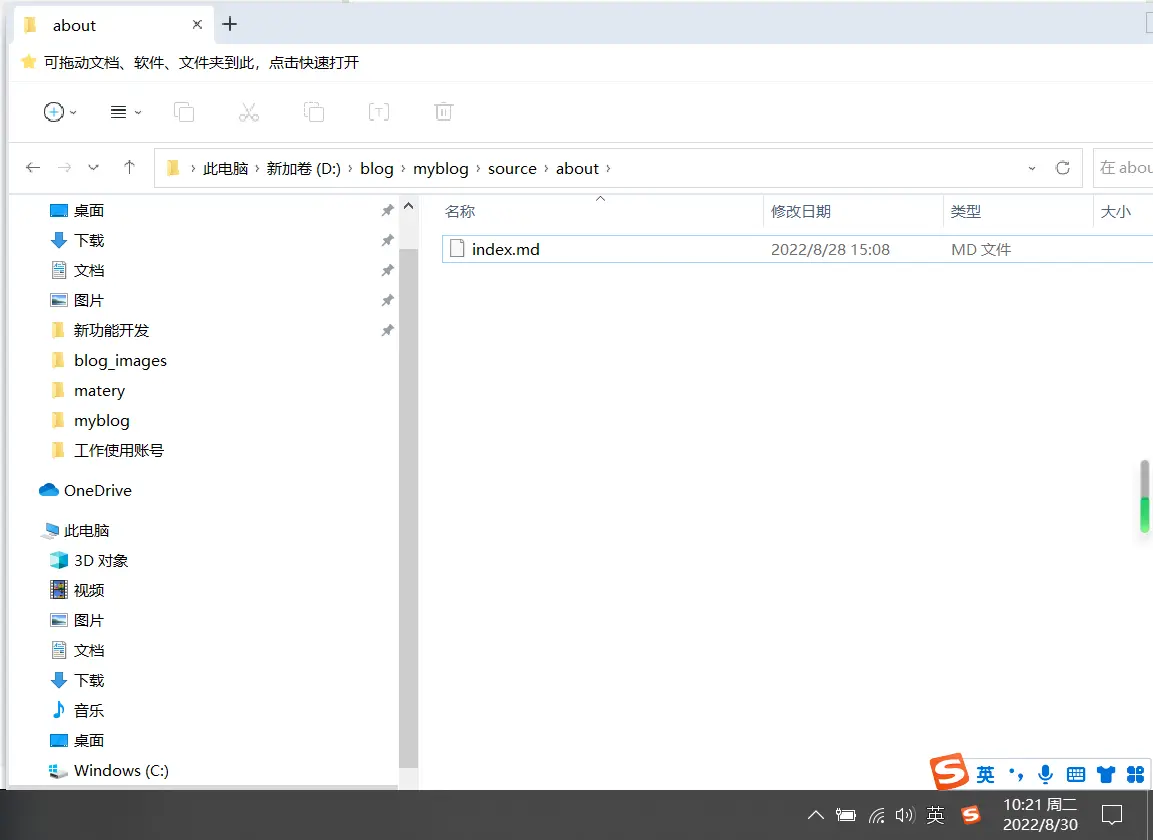 about
可拖动文档、软件、文件夹到此，点击快速打开
此电脑 › 新加卷 (D:) › blog › myblog › source › about ›
在 abou
桌面
下载
文档
图片
新功能开发
blog_images
matery
myblog
工作使用账号
OneDrive
此电脑
3D 对象
视频
图片
文档
下载
音乐
桌面
Windows (C:)
名称 修改日期 类型 大小
index.md 2022/8/28 15:08 MD 文件
英
英
10:21 周二
2022/8/30